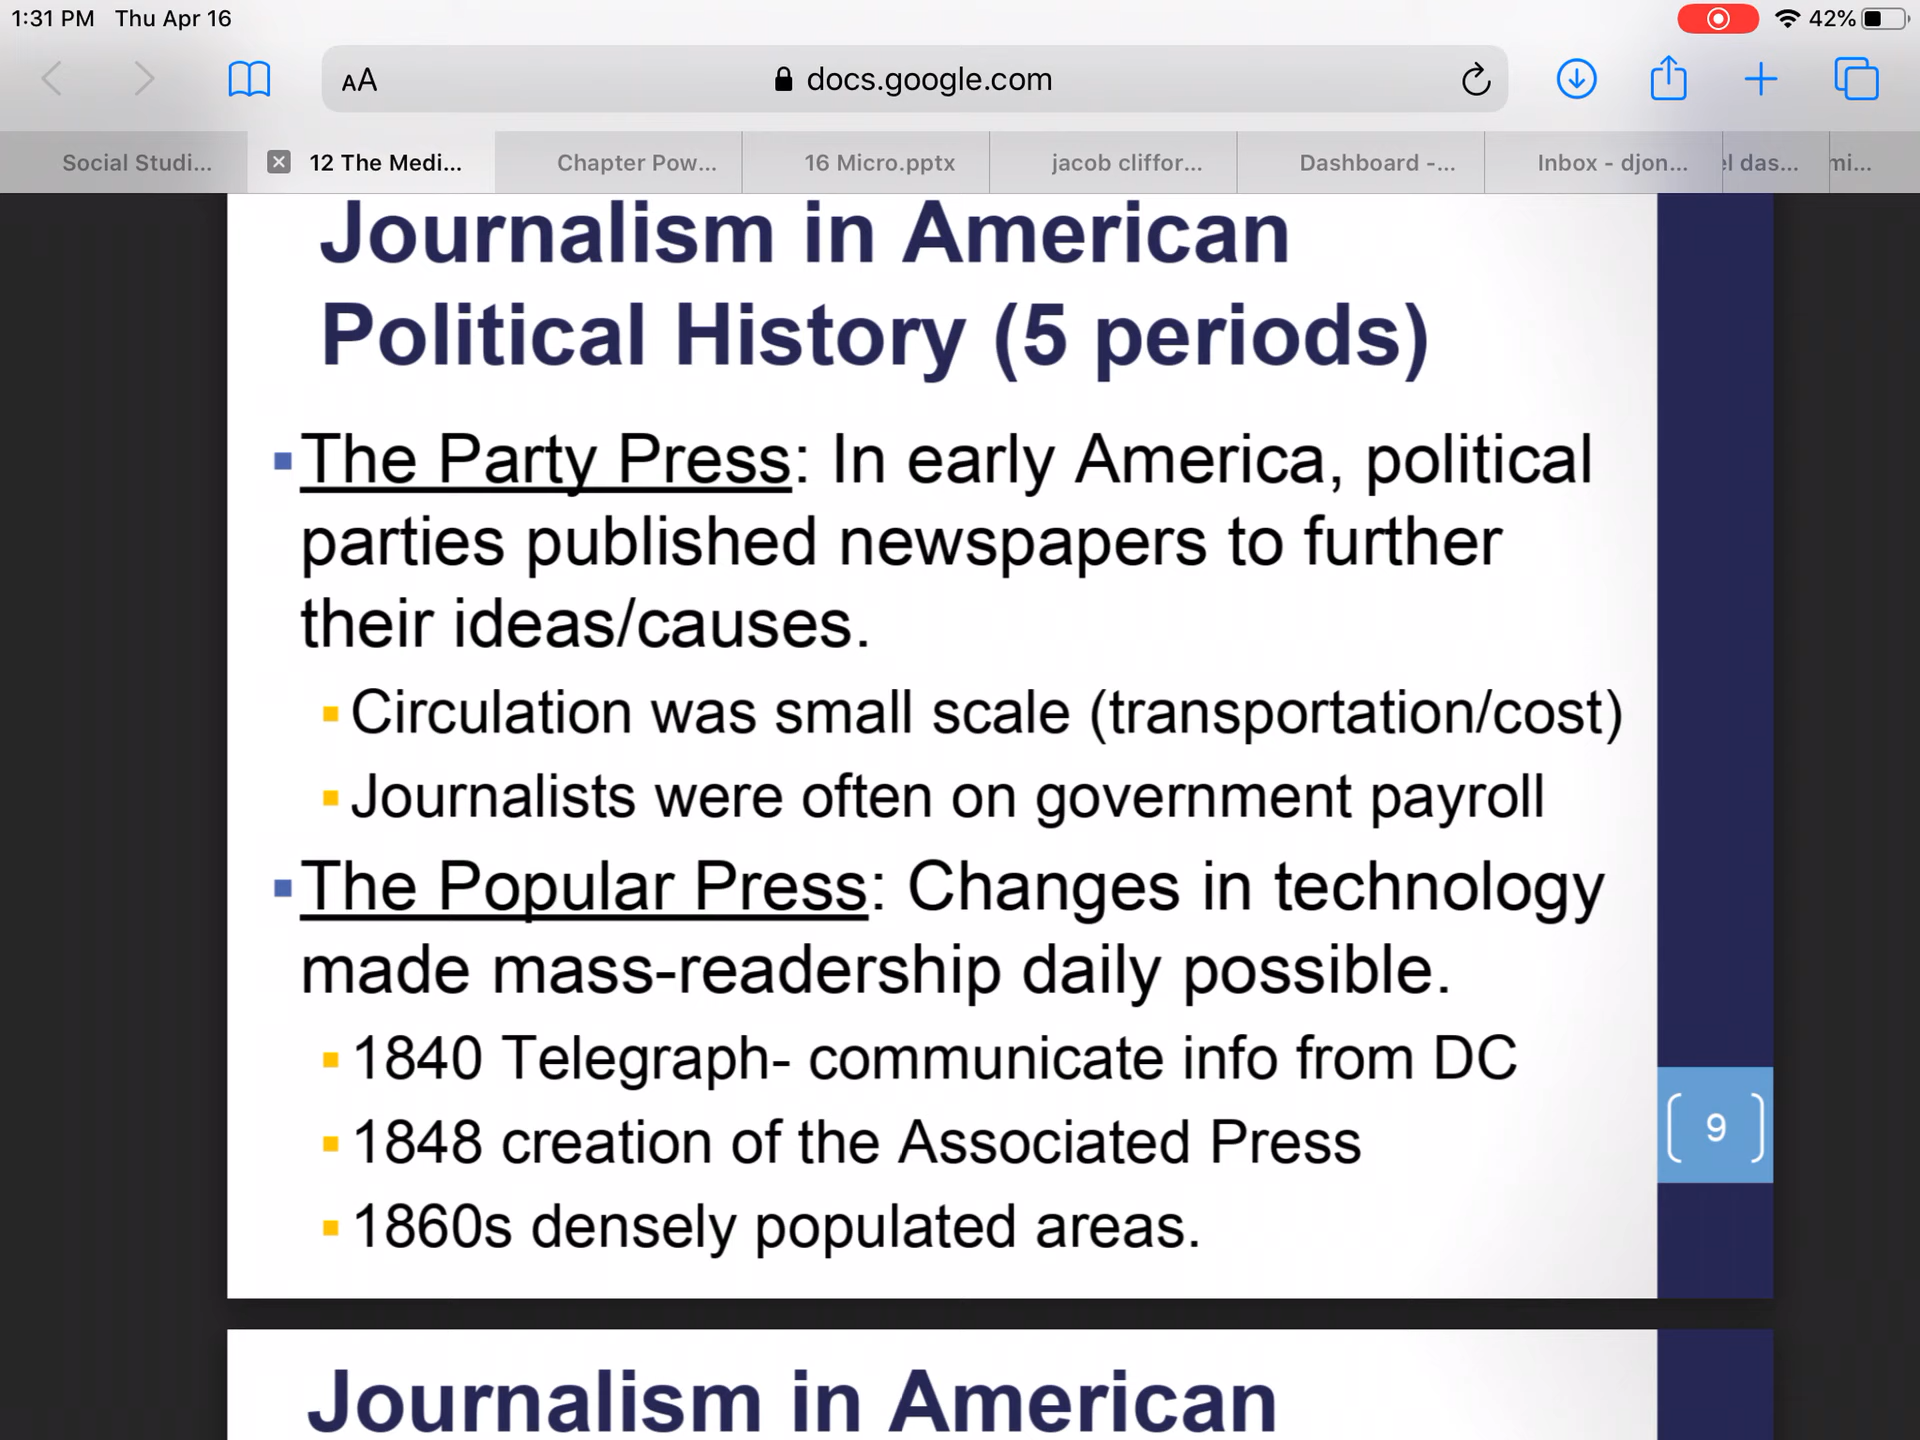 1:31 PM Thu Apr 16
42%
AA
docs.google.com
Social Studi...
12 The Medi...
Chapter Pow...
16 Micro.pptx
jacob cliffor...
Dashboard -...
Inbox - djon...
el das...
mi...
Journalism in American
Political History (5 periods)
The Party Press: In early America, political
parties published newspapers to further
their ideas/causes.
Circulation was small scale (transportation/cost)
Journalists were often on government payroll
The Popular Press: Changes in technology
made mass-readership daily possible.
1840 Telegraph- communicate info from DC
1848 creation of the Associated Press
1860s densely populated areas.
9
Journalism in American